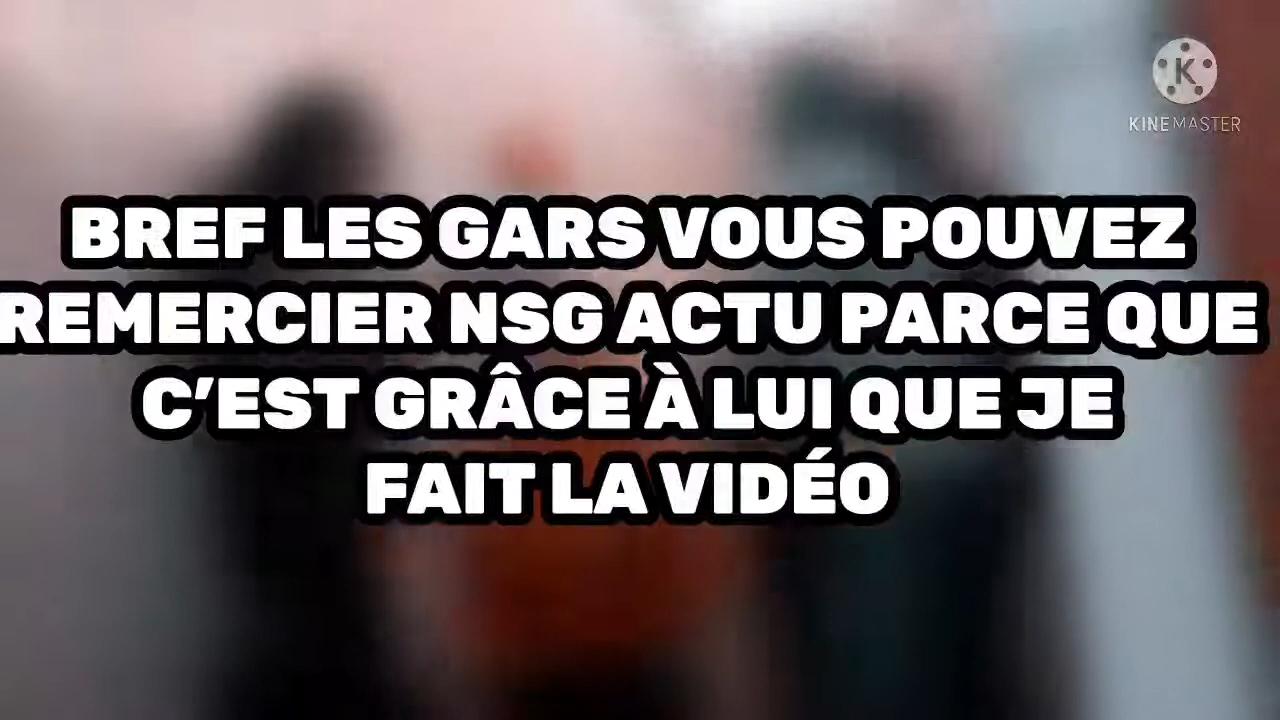 KINEMASTER
BREF LES GARS VOUS POUVEZ
REMERCIER NSG ACTU PARCE QUE
C'EST GRÂCE À LUI QUE JE
FAIT LA VIDÉO